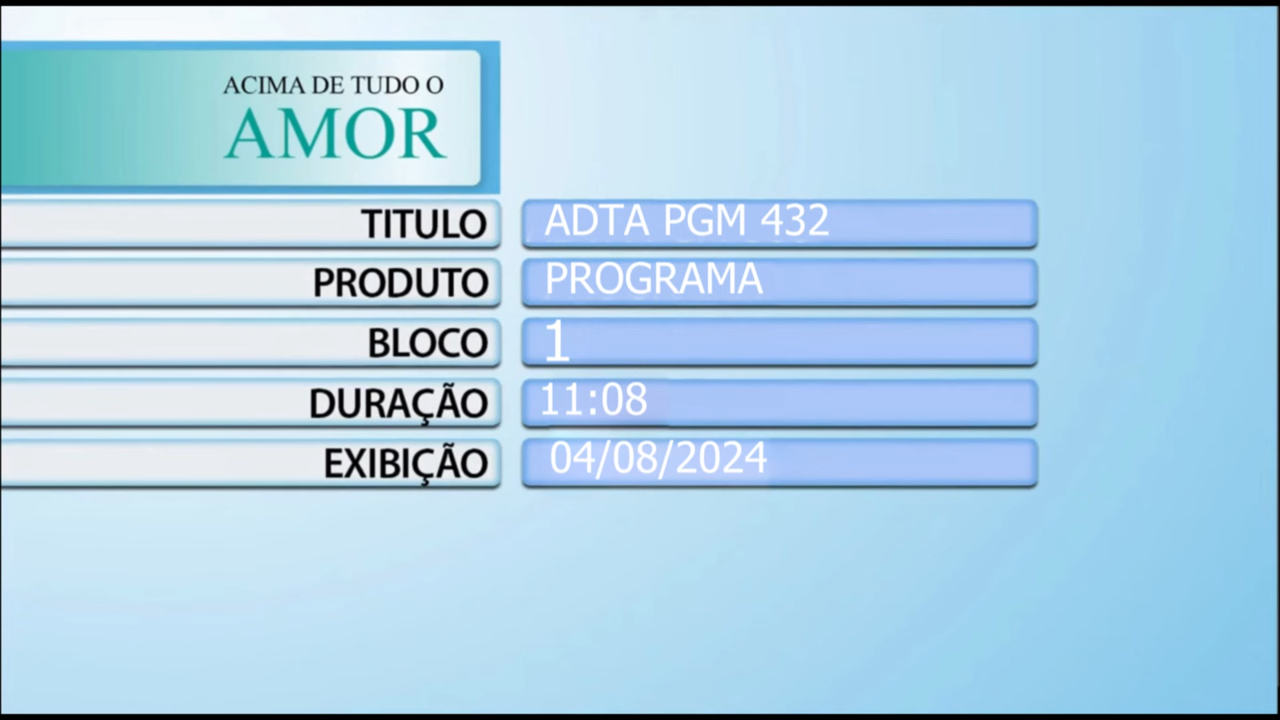 ACIMA DE TUDO O
AMOR
TITULO ADTA PGM 432
PRODUTO PROGRAMA
BLOCO 1
DURAÇÃO 11:08
EXIBIÇÃO 04/08/2024